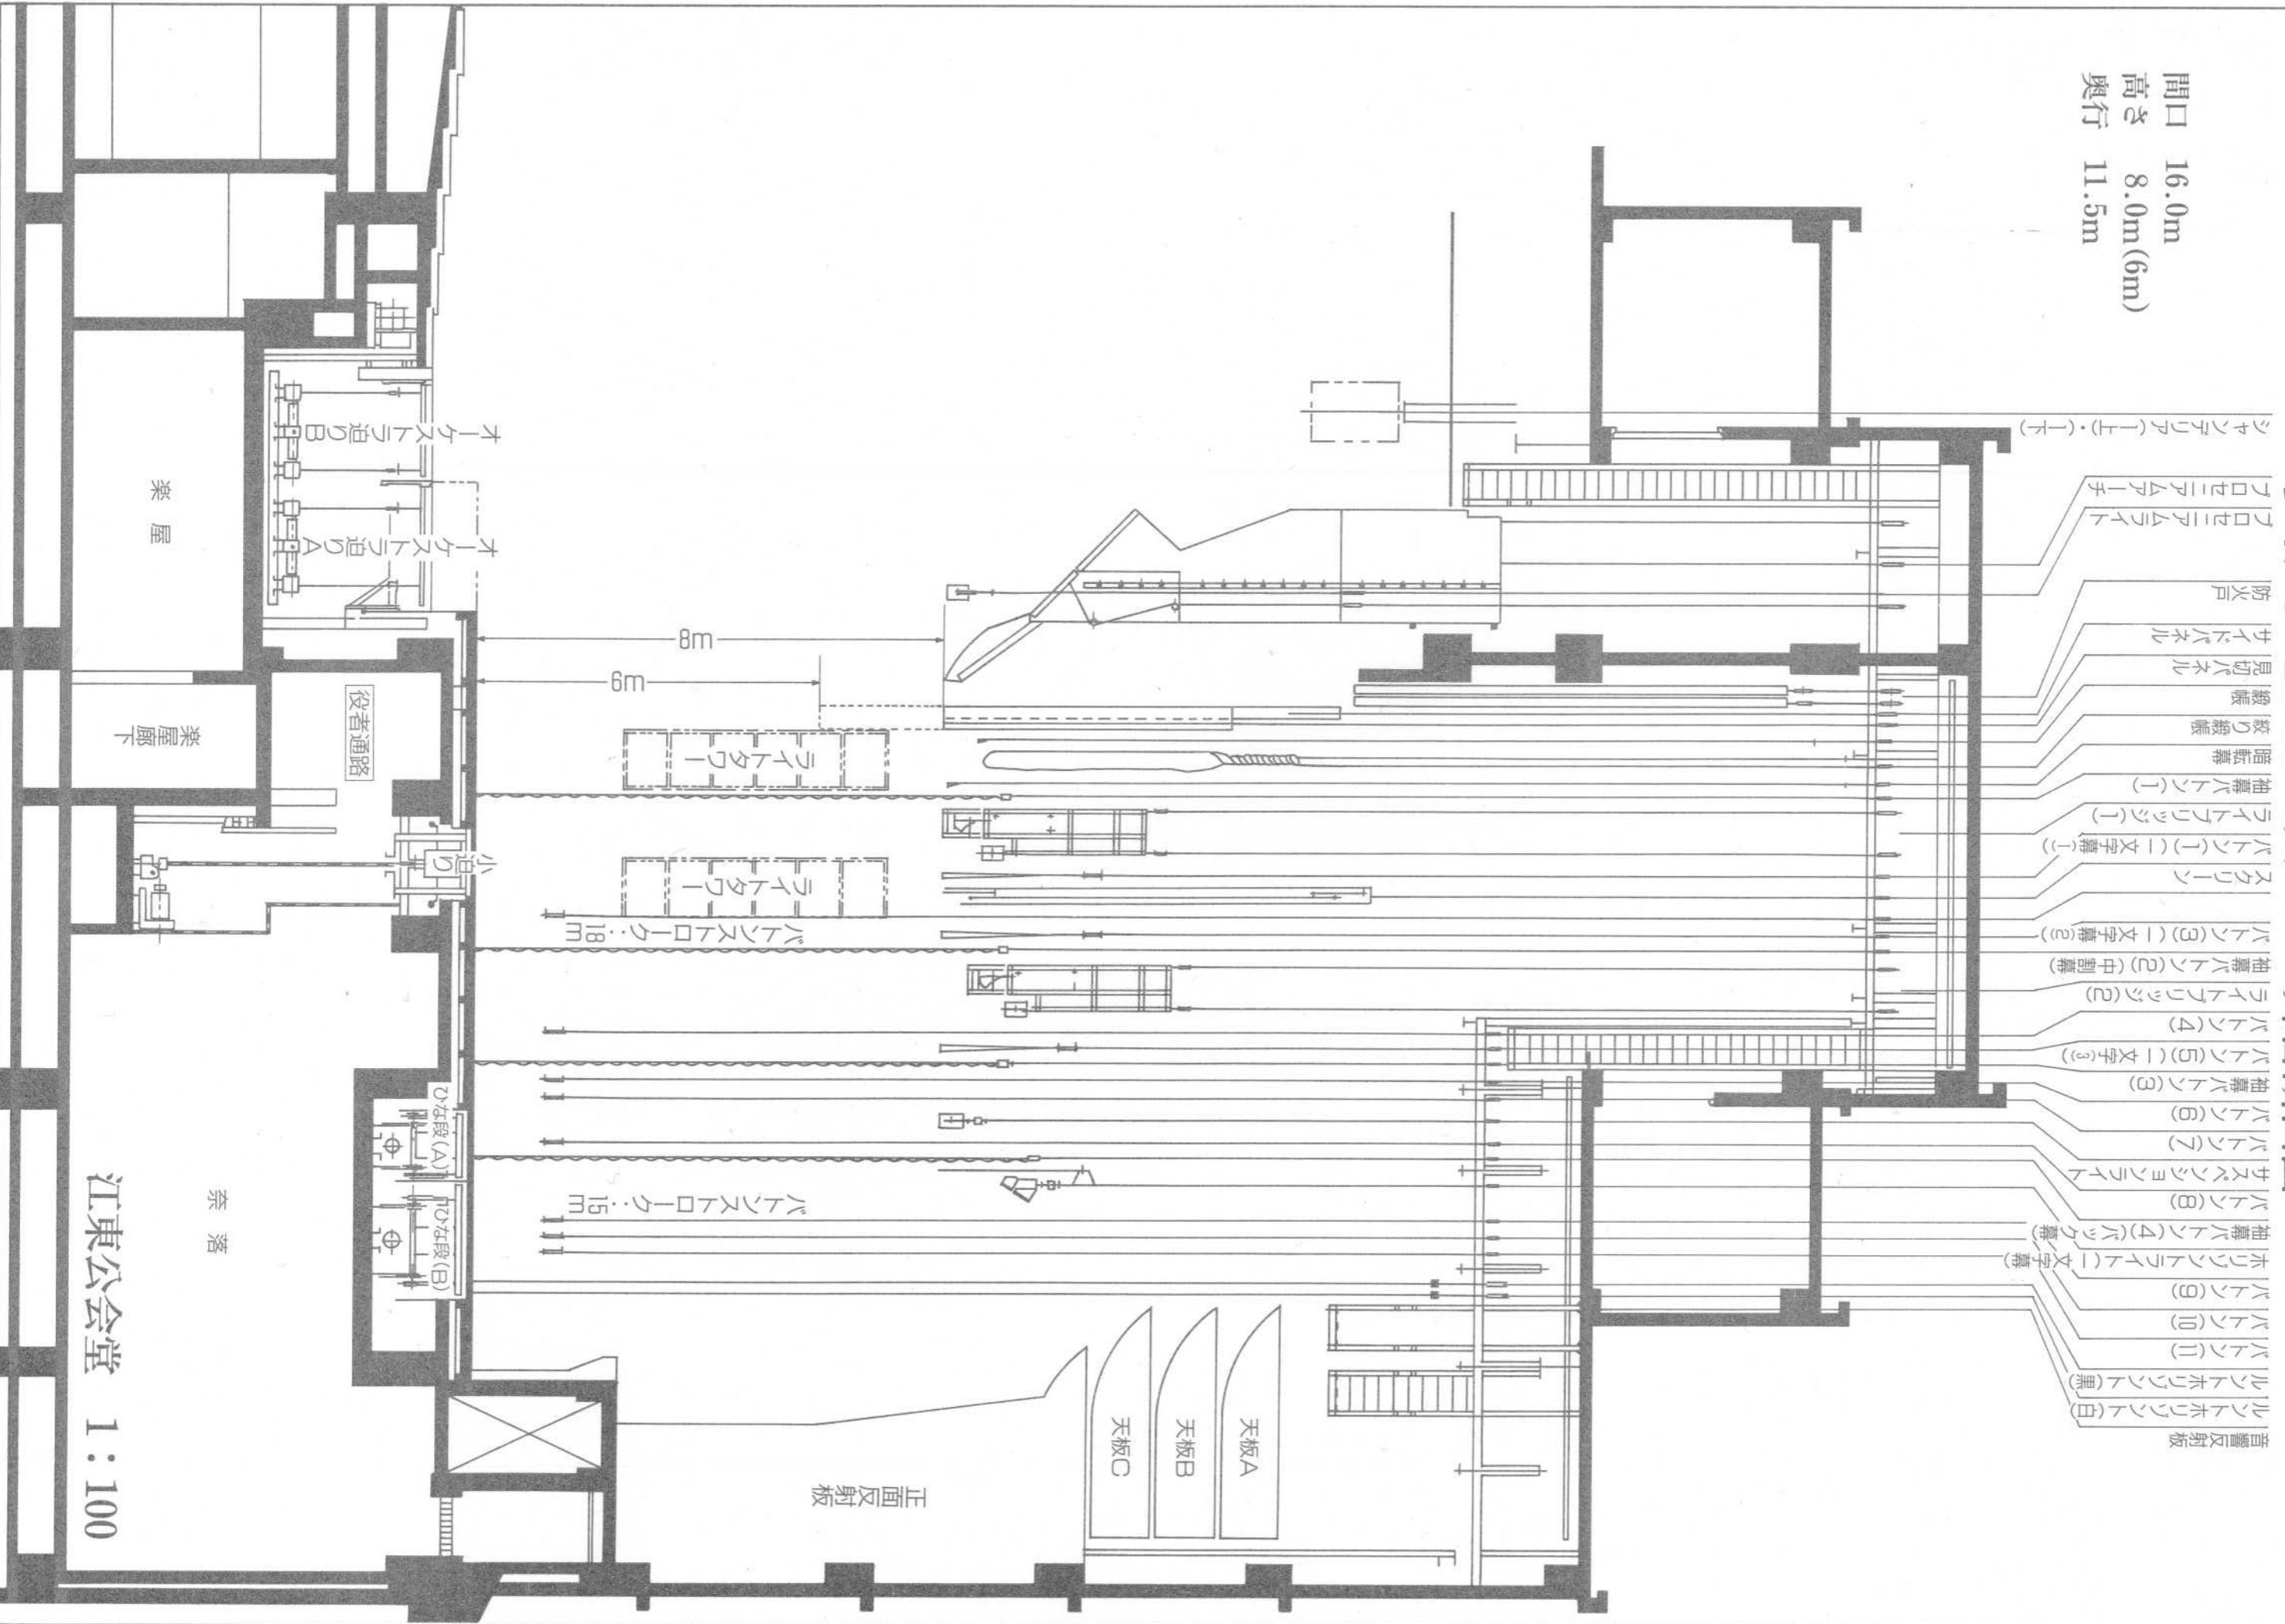 間口　16.0m
高さ　8.0m(6m)
奥行　11.5m
シャンデリア(上)・(下)
プロセニアムアーチ
プロセニアムライト
防火戸
サイドパネル
見切パネル
緞帳
絞り緞帳
暗転幕
袖幕バトン(1)
ライトブリッジ(1)
バトン(1)(一文字幕(1))
スクリーン
バトン(3)(一文字幕(2))
袖幕バトン(2)(中割幕)
ライトブリッジ(2)
バトン(4)
バトン(5)(一文字(3))
袖幕バトン(3)
バトン(6)
バトン(7)
サスペンションライト
バトン(8)
袖幕バトン(4)(バック幕)
ホリゾントライト(一文字幕)
バトン(9)
バトン(10)
バトン(11)
ルントホリゾント(黒)
ルントホリゾント(白)
音響反射板
8m
6m
ライトタワー
ライトタワー
バトンストローク：18m
バトンストローク：15m
天板A
天板B
天板C
正面反射板
オーケストラ迫りB
オーケストラ迫りA
楽屋
楽屋廊下
役者通路
小迫り
ひな段(A)
ひな段(B)
奈落
江東公会堂　1：100